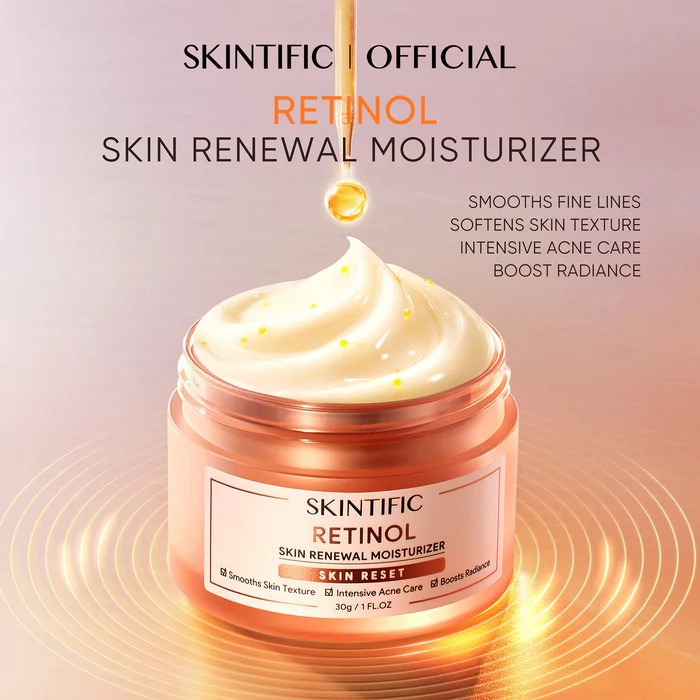 SKINTIFIC | OFFICIAL
RETINOL
SKIN RENEWAL MOISTURIZER
SMOOTHS FINE LINES
SOFTENS SKIN TEXTURE
INTENSIVE ACNE CARE
BOOST RADIANCE
SKINTIFIC
RETINOL
SKIN RENEWAL MOISTURIZER
SKIN RESET
☑ Smooths Skin Texture ☑ Intensive Acne Care ☑ Boosts Radiance
30g / 1 FL.OZ